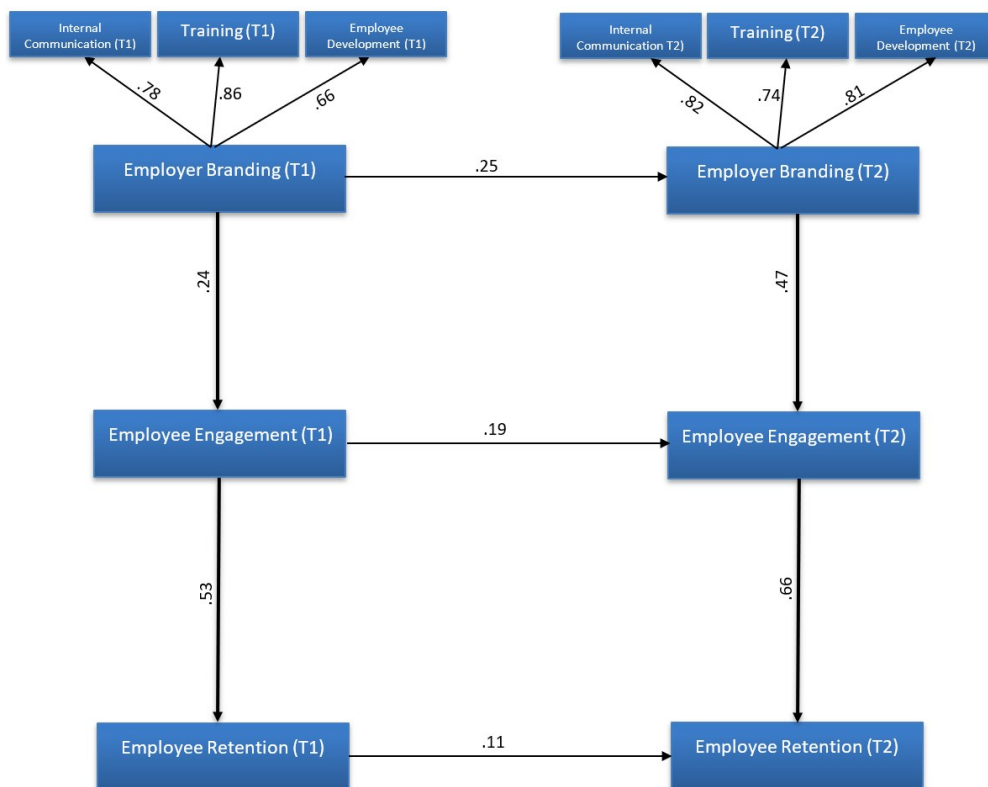 Internal
Communication (T1)
Training (T1)
Employee
Development (T1)
Internal
Communication T2)
Training (T2)
Employee
Development (T2)
.78
.86
.66
.82
.74
.81
Employer Branding (T1)
.25
Employer Branding (T2)
.24
.47
Employee Engagement (T1)
.19
Employee Engagement (T2)
.53
.66
Employee Retention (T1)
.11
Employee Retention (T2)